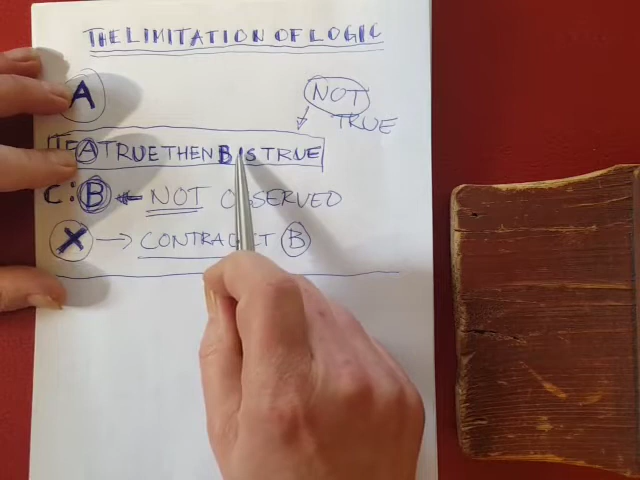 THE LIMITATION OF LOGIC
A
NOT
TRUE
IF A TRUE THEN B IS TRUE
C: B ← NOT OBSERVED
X → CONTRADICT B